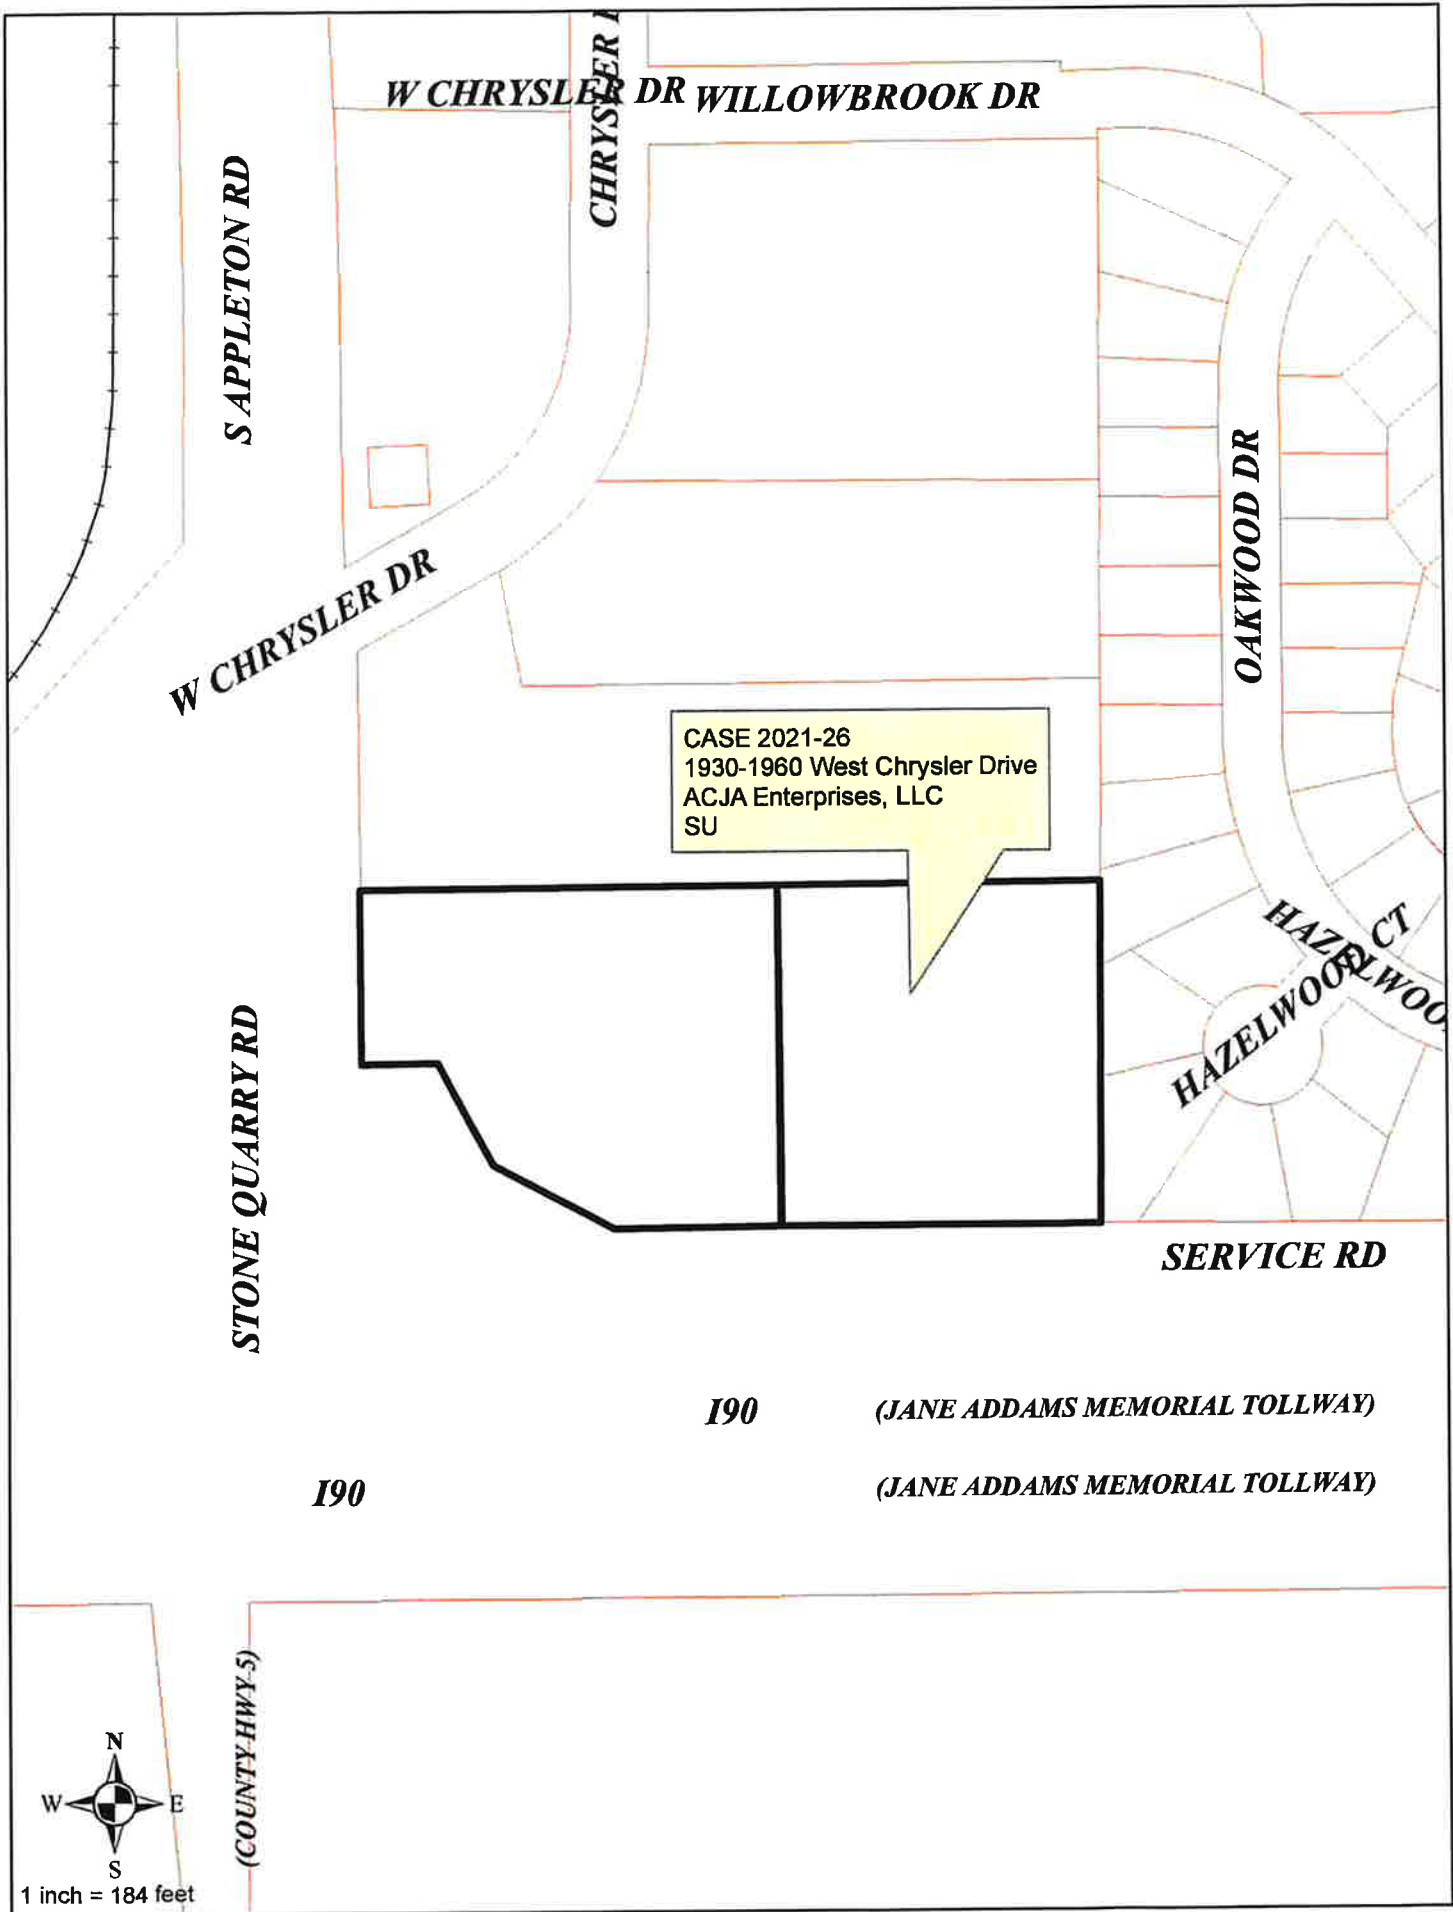 W CHRYSLER DR
WILLOWBROOK DR
CHRYSLER
S APPLETON RD
W CHRYSLER DR
OAKWOOD DR
CASE 2021-26
1930-1960 West Chrysler Drive
ACJA Enterprises, LLC
SU
HAZELWOOD CT
STONE QUARRY RD
SERVICE RD
I90
(JANE ADDAMS MEMORIAL TOLLWAY)
I90
(JANE ADDAMS MEMORIAL TOLLWAY)
(COUNTY HWY 5)
N
W
E
S
1 inch = 184 feet